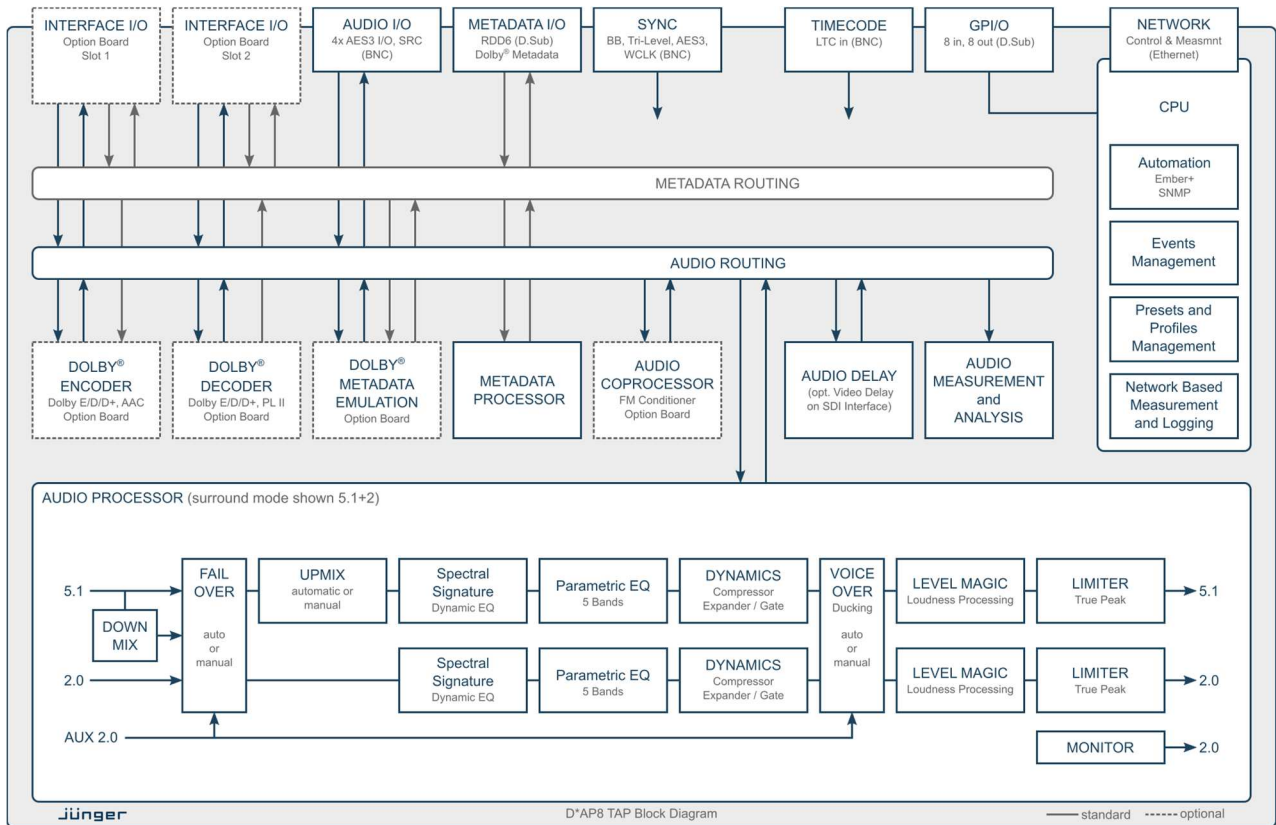 INTERFACE I/O
Option Board
Slot 1
INTERFACE I/O
Option Board
Slot 2
AUDIO I/O
4x AES3 I/O, SRC
(BNC)
METADATA I/O
RDD6 (D.Sub)
Dolby® Metadata
SYNC
BB, Tri-Level, AES3,
WCLK (BNC)
TIMECODE
LTC in (BNC)
GPI/O
8 in, 8 out (D.Sub)
NETWORK
Control & Measmnt
(Ethernet)
CPU
Automation
Ember+
SNMP
Events
Management
Presets and
Profiles
Management
Network Based
Measurement
and Logging
METADATA ROUTING
AUDIO ROUTING
DOLBY®
ENCODER
Dolby E/D/D+, AAC
Option Board
DOLBY®
DECODER
Dolby E/D/D+, PL II
Option Board
DOLBY®
METADATA
EMULATION
Option Board
METADATA
PROCESSOR
AUDIO
COPROCESSOR
FM Conditioner
Option Board
AUDIO DELAY
(opt. Video Delay
on SDI Interface)
AUDIO
MEASUREMENT
and
ANALYSIS
AUDIO PROCESSOR (surround mode shown 5.1+2)
5.1
DOWN
MIX
2.0
AUX 2.0
FAIL
OVER
auto
or
manual
UPMIX
automatic or
manual
Spectral
Signature
Dynamic EQ
Parametric EQ
5 Bands
DYNAMICS
Compressor
Expander / Gate
VOICE
OVER
Ducking
auto
or
manual
LEVEL MAGIC
Loudness Processing
LIMITER
True Peak
5.1
Spectral
Signature
Dynamic EQ
Parametric EQ
5 Bands
DYNAMICS
Compressor
Expander / Gate
LEVEL MAGIC
Loudness Processing
LIMITER
True Peak
2.0
MONITOR
2.0
jünger
D*AP8 TAP Block Diagram
standard
optional